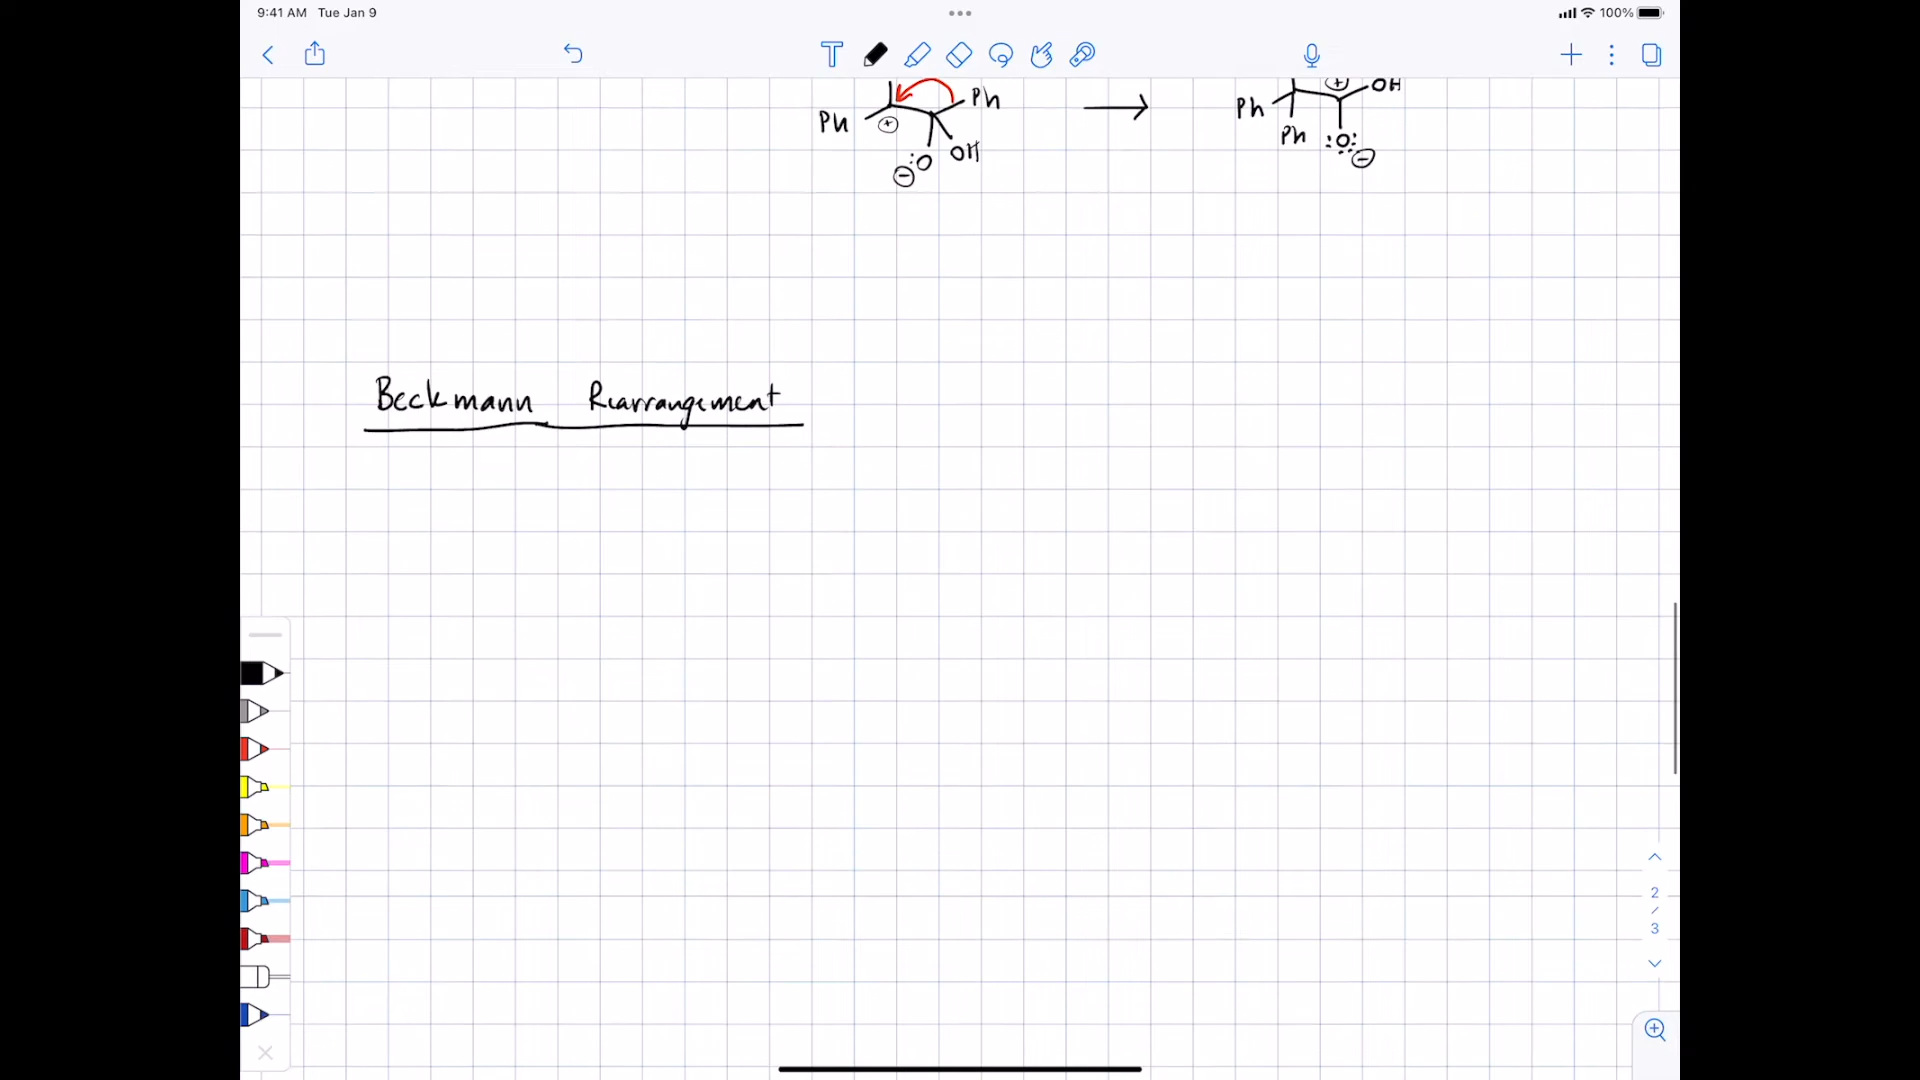 9:41 AM Tue Jan 9
100%
T
Ph
Ph
⊕
:O
OH
⊖
⊕
OH
Ph
Ph
:O:
⊖
Beckmann Rearrangement
2
/
3